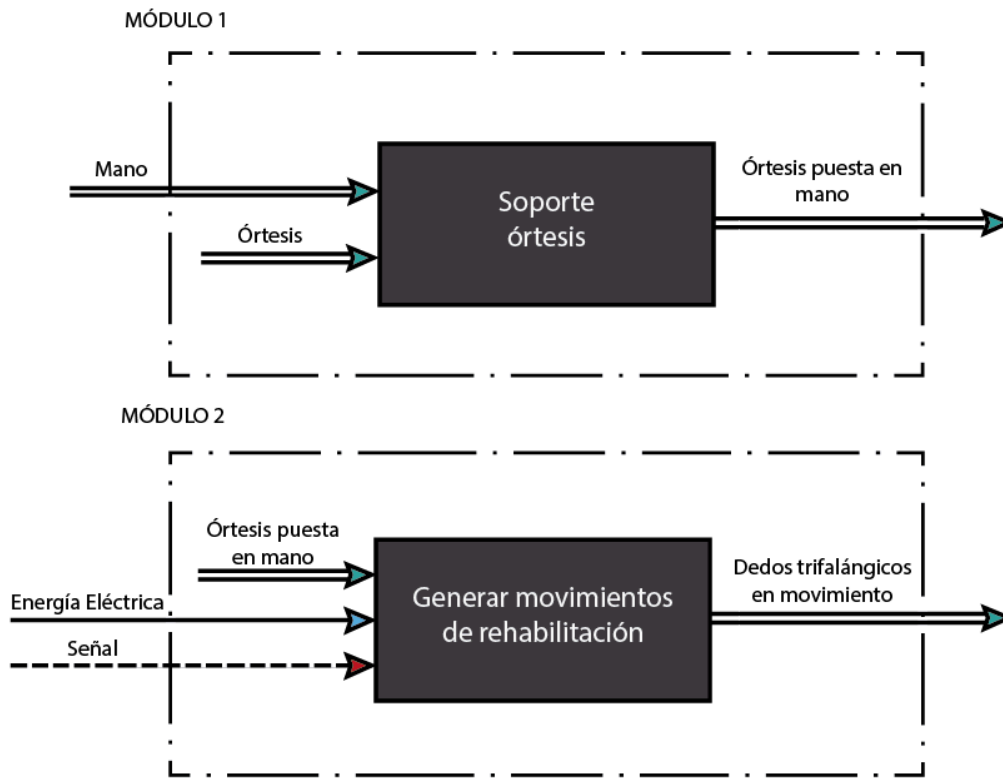 MÓDULO 1
Mano
Órtesis
Soporte
órtesis
Órtesis puesta en
mano
MÓDULO 2
Órtesis puesta
en mano
Energía Eléctrica
Señal
Generar movimientos
de rehabilitación
Dedos trifalángicos
en movimiento